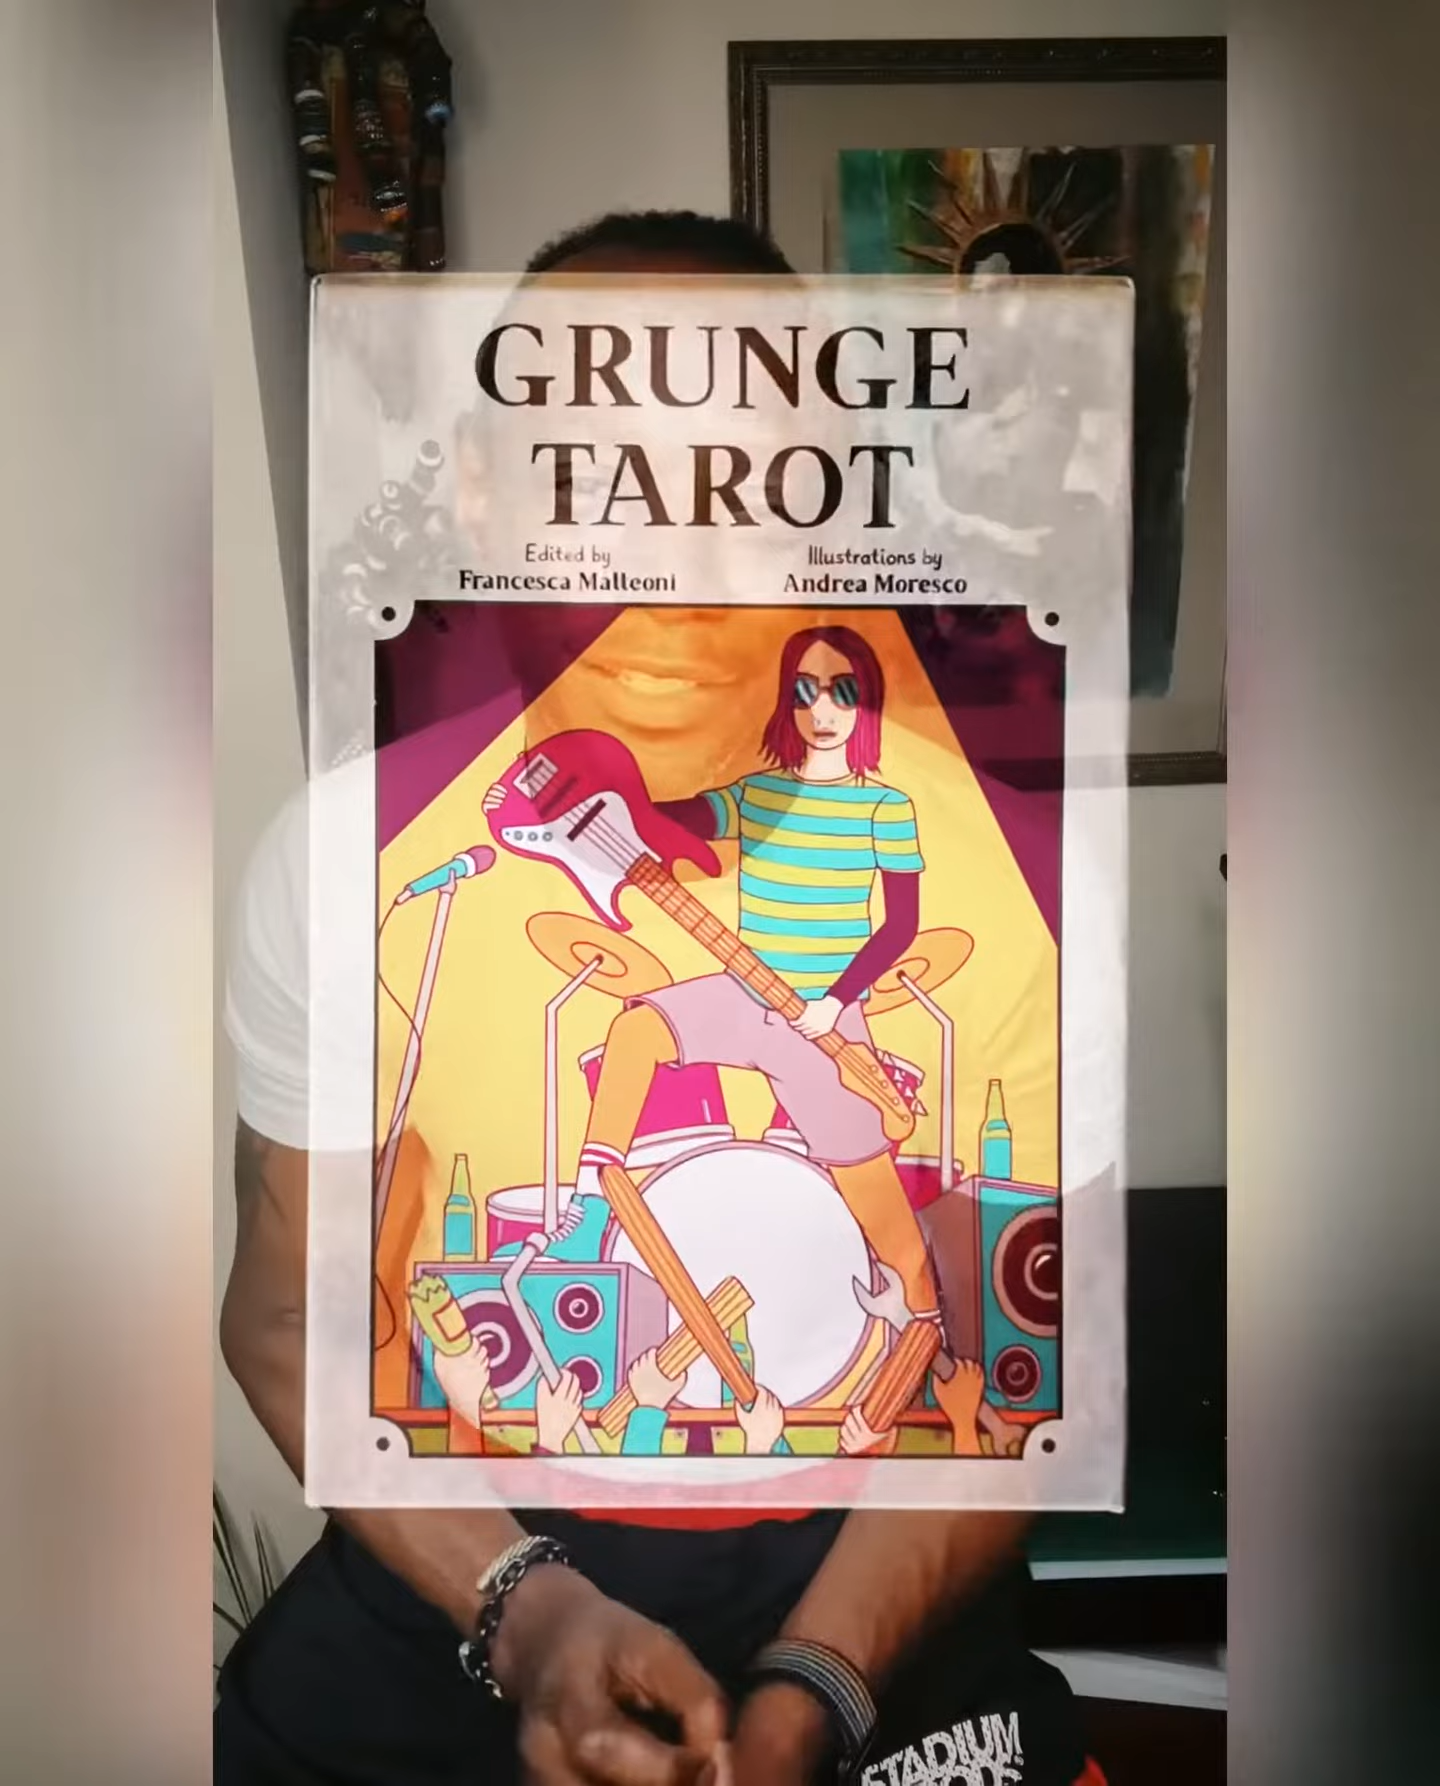 GRUNGE
TAROT
Edited by Illustrations by
Francesca Matteoni Andrea Moresco
STADIUM